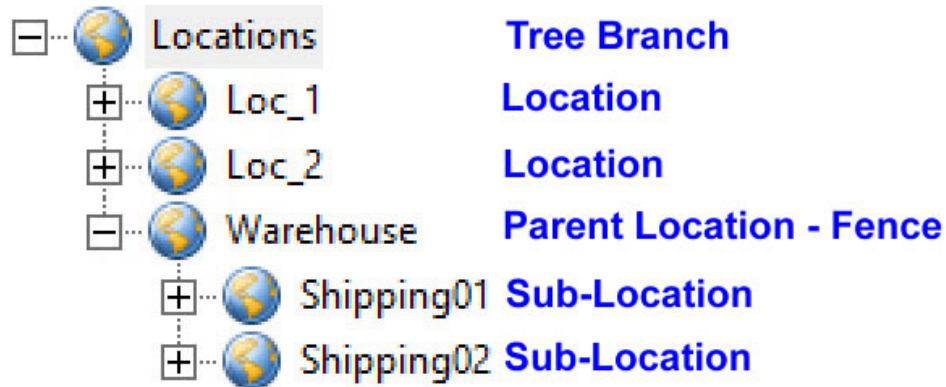 Locations Tree Branch
Loc_1 Location
Loc_2 Location
Warehouse Parent Location - Fence
Shipping01 Sub-Location
Shipping02 Sub-Location